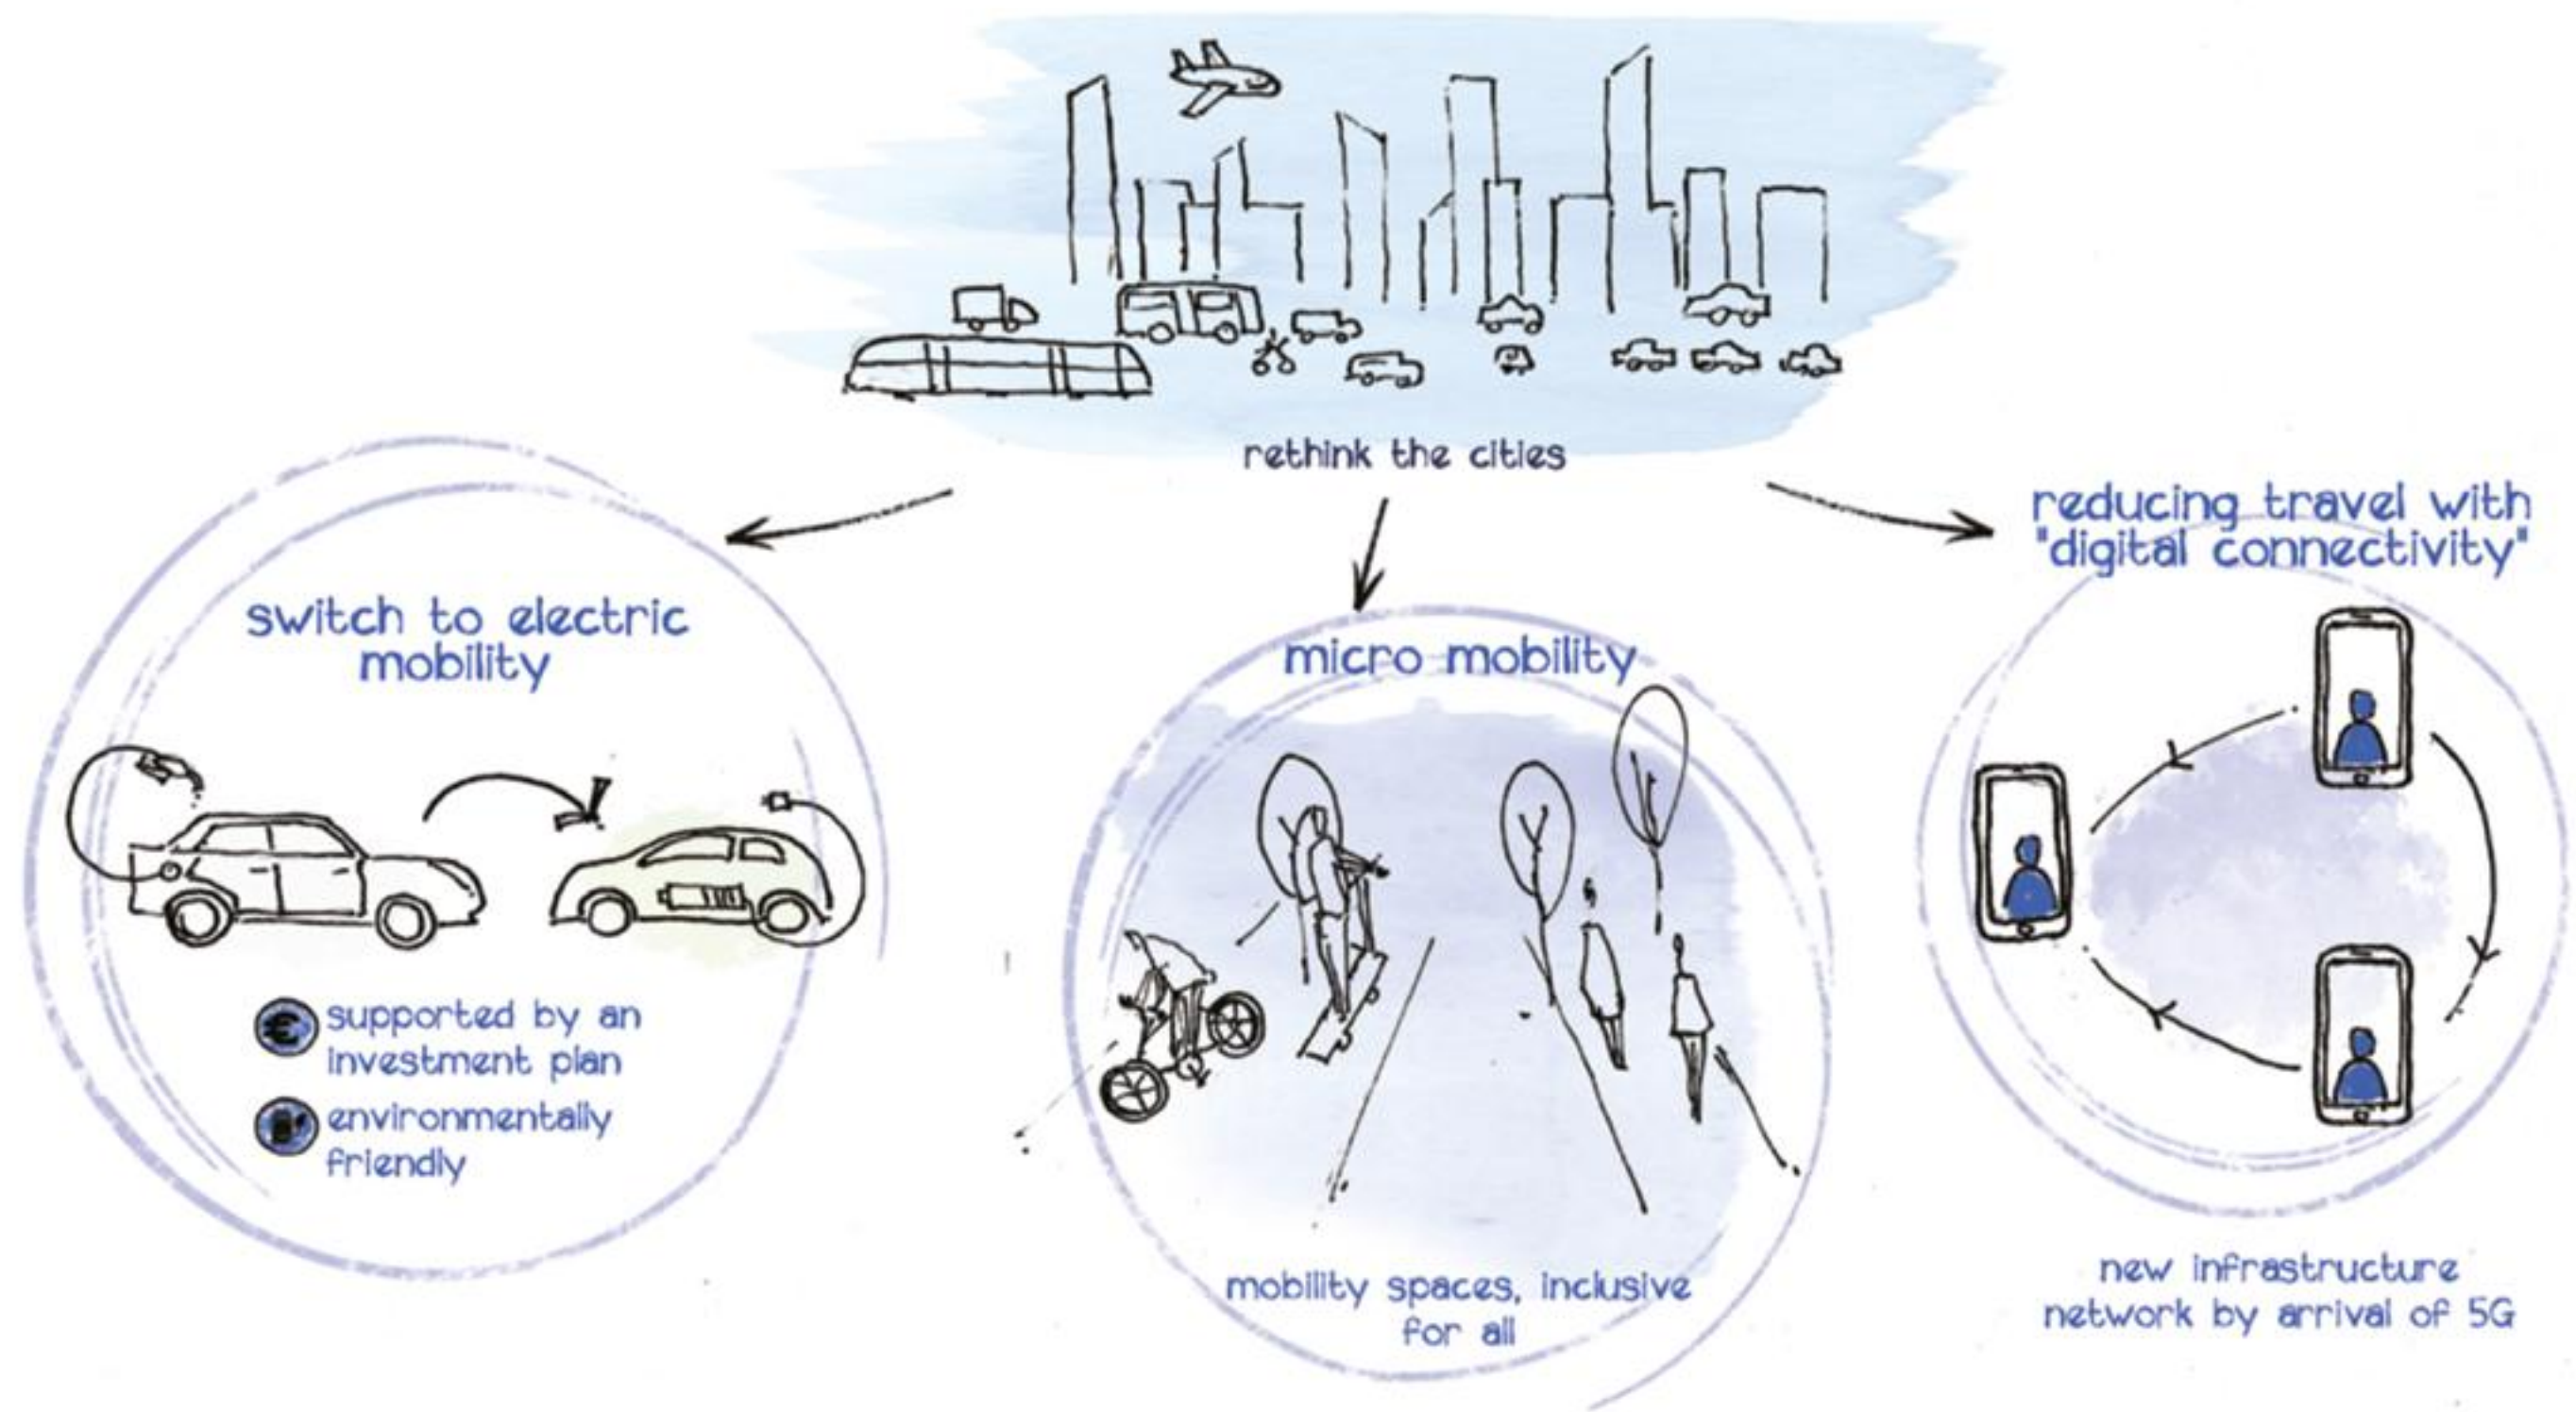 rethink the cities
switch to electric
mobility
supported by an
investment plan
environmentally
friendly
micro mobility
mobility spaces, inclusive
for all
reducing travel with
"digital connectivity"
new infrastructure
network by arrival of 5G